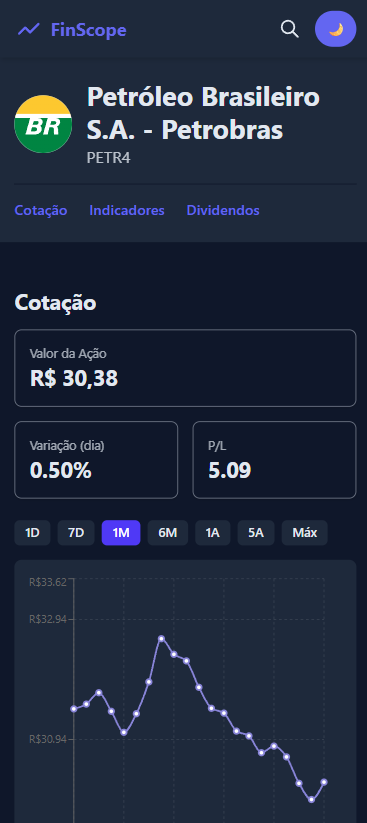 FinScope
BR
Petróleo Brasileiro
S.A. - Petrobras
PETR4
Cotação Indicadores Dividendos
Cotação
Valor da Ação
R$ 30,38
Variação (dia)
0.50%
P/L
5.09
1D 7D 1M 6M 1A 5A Máx
R$33.62
R$32.94
R$30.94